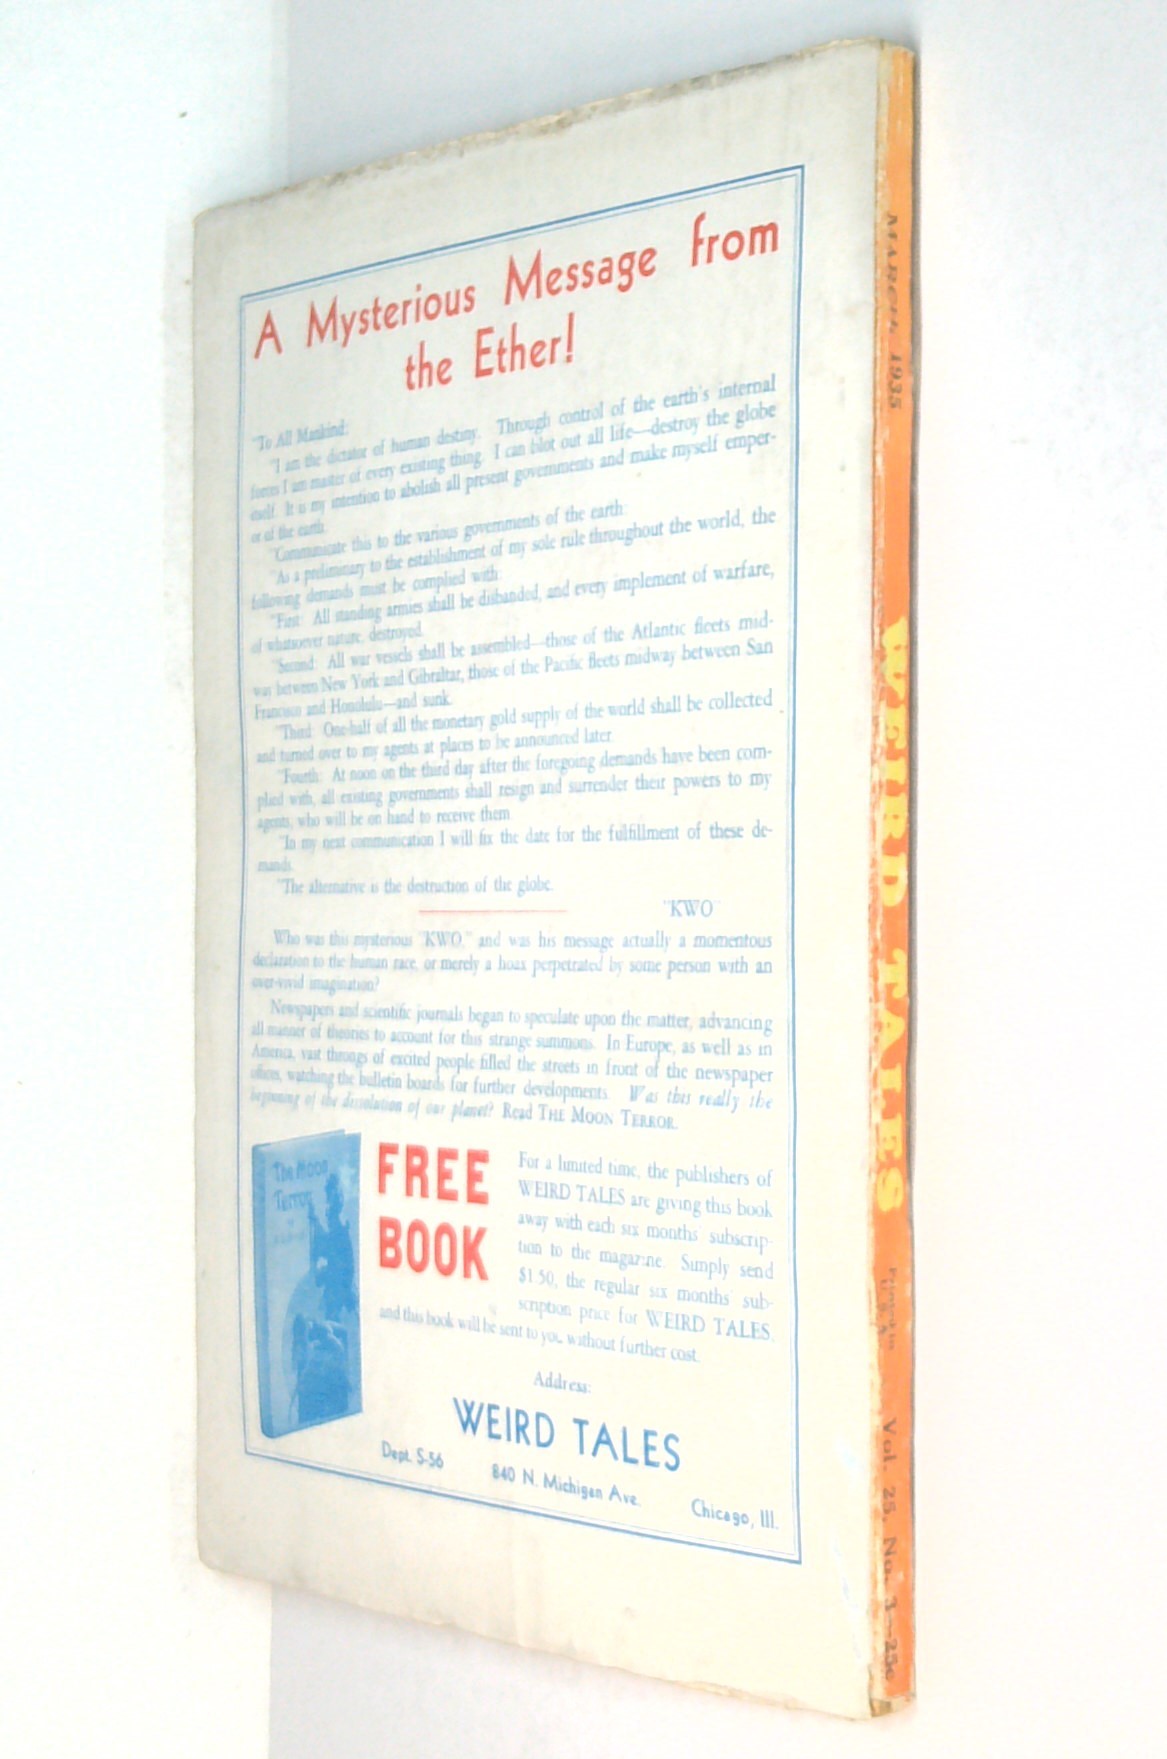 A Mysterious Message from
the Ether!
"To All Mankind:
"I am the dictator of human destiny. Through control of the earth's internal
forces I am master of every existing thing. I can blot out all life—destroy the globe
itself. It is my intention to abolish all present governments and make myself emper-
or of the earth.
"Communicate this to the various governments of the earth:
"As a preliminary to the establishment of my sole rule throughout the world, the
following demands must be complied with:
"First: All standing armies shall be disbanded, and every implement of warfare,
of whatsoever nature, destroyed.
"Second: All war vessels shall be assembled—those of the Atlantic fleets mid-
way between New York and Gibraltar, those of the Pacific fleets midway between San
Francisco and Honolulu—and sunk.
"Third: One-half of all the monetary gold supply of the world shall be collected
and turned over to my agents at places to be announced later.
"Fourth: At noon on the third day after the foregoing demands have been com-
plied with, all existing governments shall resign and surrender their powers to my
agents, who will be on hand to receive them.
"In my next communication I will fix the date for the fulfillment of these de-
mands.
"The alternative is the destruction of the globe.
"KWO"
Who was this mysterious "KWO," and was his message actually a momentous
declaration to the human race, or merely a hoax perpetrated by some person with an
over-vivid imagination?
Newspapers and scientific journals began to speculate upon the matter, advancing
all manner of theories to account for this strange summons. In Europe, as well as in
America, vast throngs of excited people filled the streets in front of the newspaper
offices, watching the bulletin boards for further developments. Was this really the
beginning of the dissolution of our planet? Read THE MOON TERROR.
The Moon
Terror
FREE
BOOK
For a limited time, the publishers of
WEIRD TALES are giving this book
away with each six months' subscrip-
tion to the magazine. Simply send
$1.50, the regular six months' sub-
scription price for WEIRD TALES,
and this book will be sent to you without further cost.
Address:
WEIRD TALES
Dept. S-56
840 N. Michigan Ave.
Chicago, Ill.
MARCH 1935
WEIRD TALES
Printed in
U. S. A.
Vol. 25, No. 3—25c